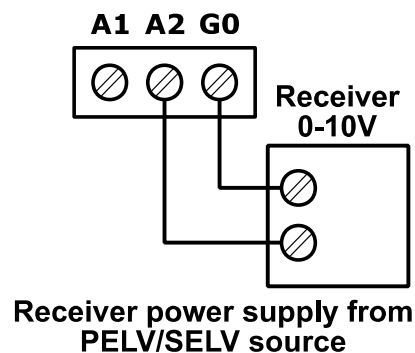 A1 A2 G0
Receiver
0-10V
Receiver power supply from
PELV/SELV source